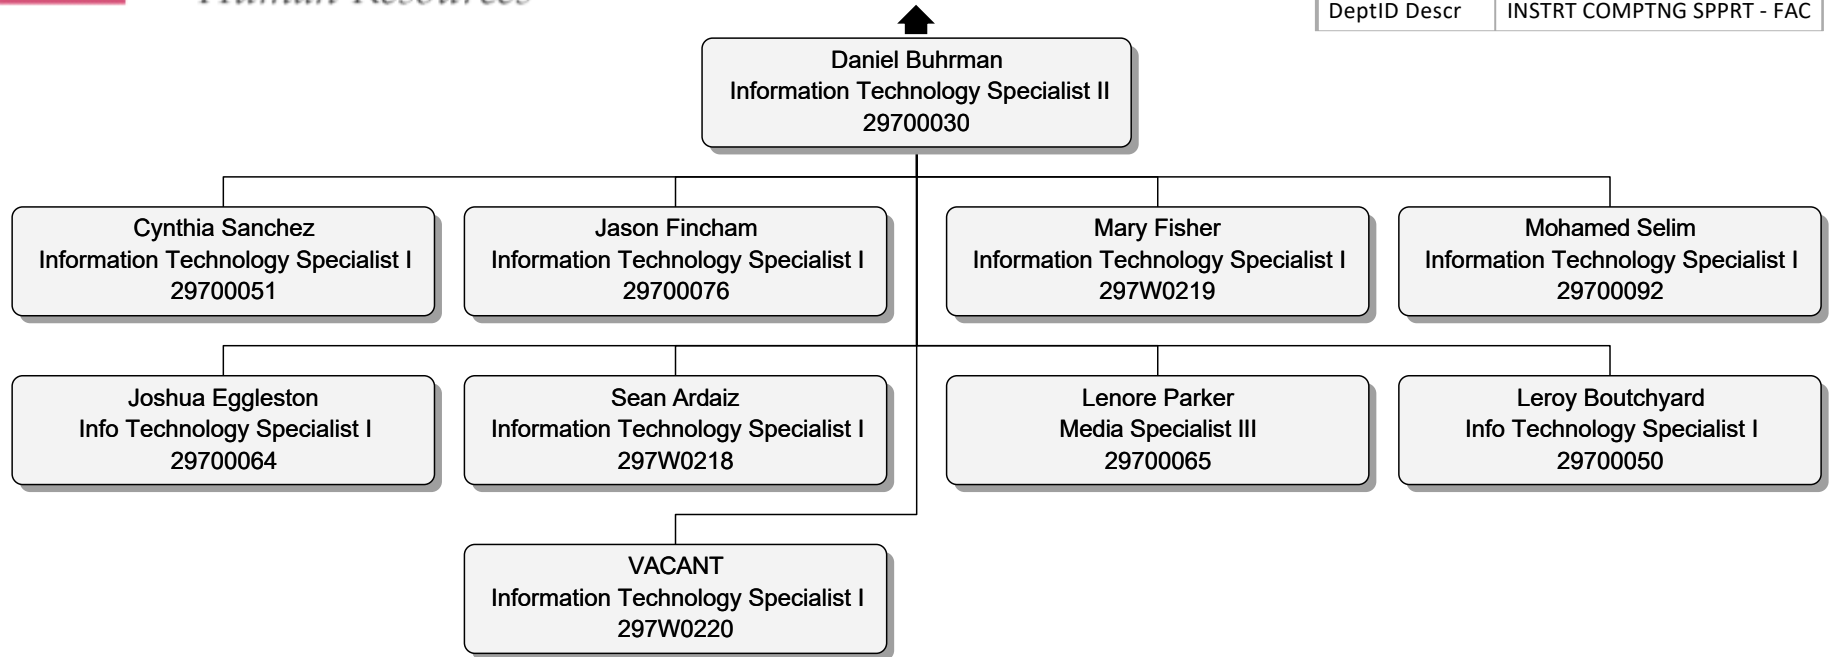 Human Resources
DeptID Descr INSTRT COMPTNG SPPRT - FAC
Daniel Buhrman
Information Technology Specialist II
29700030
Cynthia Sanchez
Information Technology Specialist I
29700051
Jason Fincham
Information Technology Specialist I
29700076
Mary Fisher
Information Technology Specialist I
297W0219
Mohamed Selim
Information Technology Specialist I
29700092
Joshua Eggleston
Info Technology Specialist I
29700064
Sean Ardaiz
Information Technology Specialist I
297W0218
Lenore Parker
Media Specialist III
29700065
Leroy Boutchyard
Info Technology Specialist I
29700050
VACANT
Information Technology Specialist I
297W0220